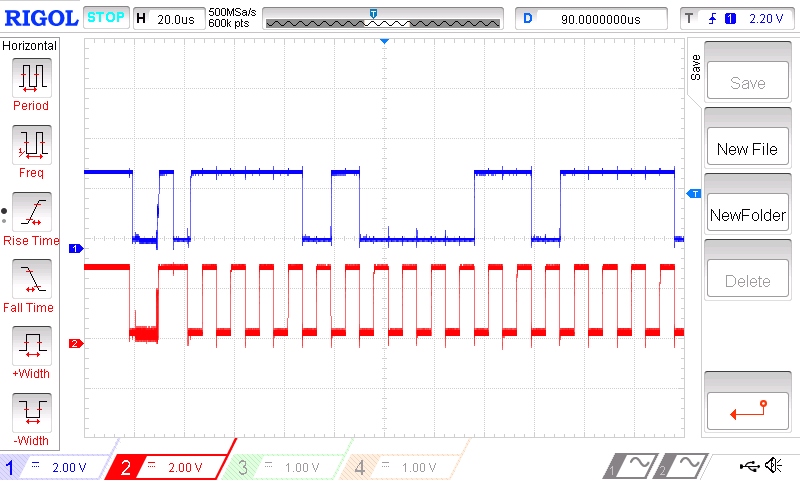 RIGOL STOP H 20.0us 500MSa/s 600k pts T D 90.0000000us T 1 2.20 V
Horizontal
Period
Freq
Rise Time
Fall Time
+Width
-Width
T
1
2
Save
Save
New File
NewFolder
Delete
1 2.00 V 2 2.00 V 3 1.00 V 4 1.00 V 1 2